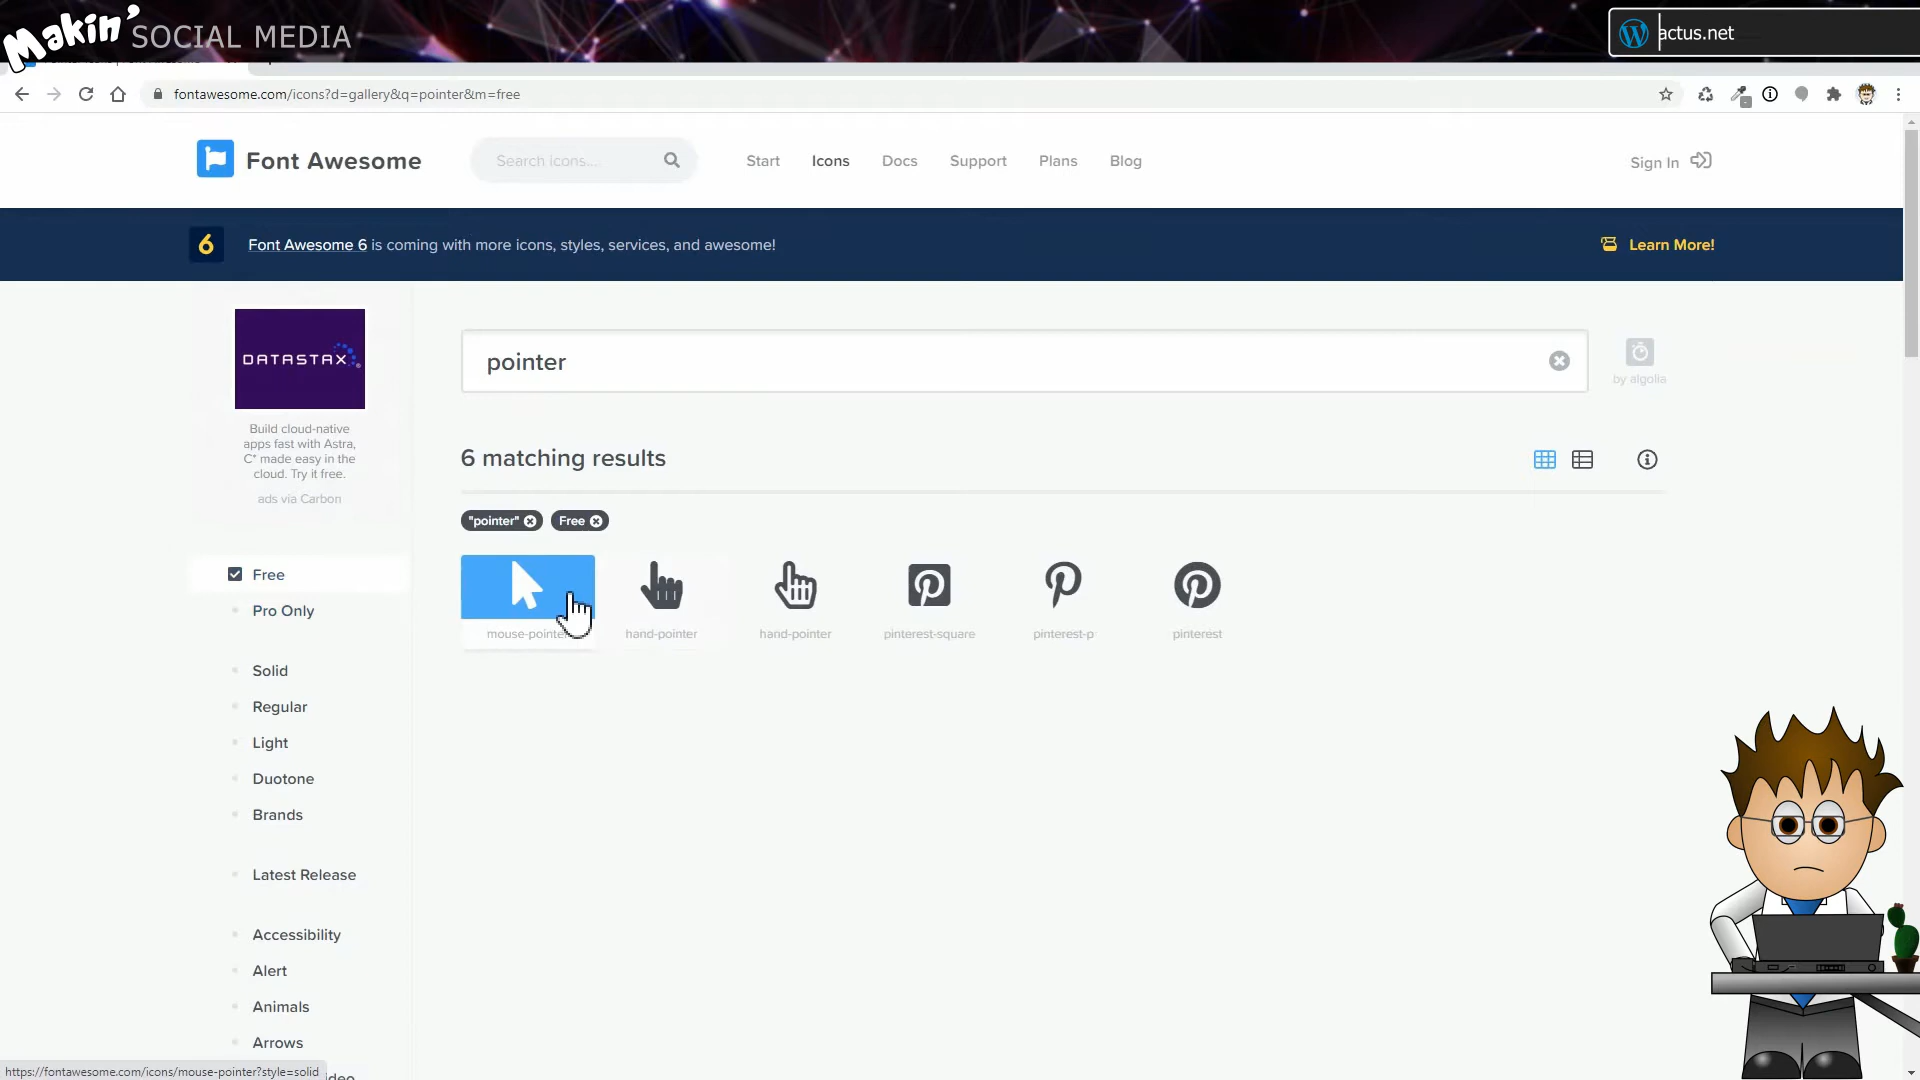 Makin' SOCIAL MEDIA
actus.net
fontawesome.com/icons?d=gallery&q=pointer&m=free
Font Awesome
Search icons...
Start
Icons
Docs
Support
Plans
Blog
Sign In
6
Font Awesome 6 is coming with more icons, styles, services, and awesome!
Learn More!
DATASTAX
Build cloud-native
apps fast with Astra,
C* made easy in the
cloud. Try it free.
ads via Carbon
pointer
by algolia
6 matching results
"pointer"
Free
mouse-pointer
hand-pointer
hand-pointer
pinterest-square
pinterest-p
pinterest
Free
Pro Only
Solid
Regular
Light
Duotone
Brands
Latest Release
Accessibility
Alert
Animals
Arrows
https://fontawesome.com/icons/mouse-pointer?style=solid